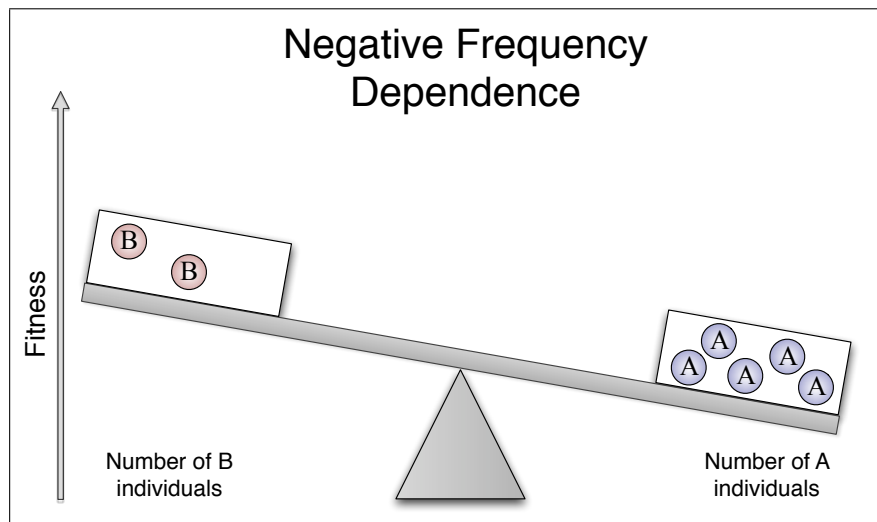 Negative Frequency
Dependence
Fitness
B
B
A
A
A
A
A
Number of B
individuals
Number of A
individuals